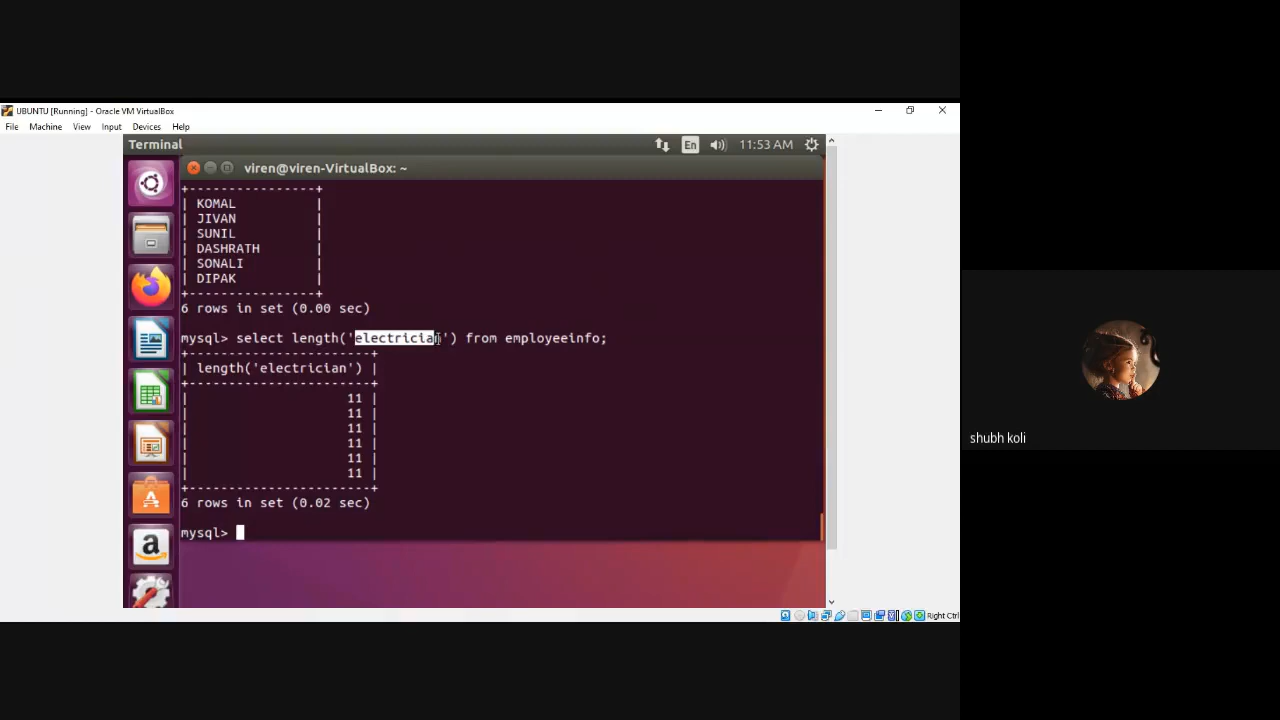 UBUNTU [Running] - Oracle VM VirtualBox
File Machine View Input Devices Help
Terminal En 11:53 AM
viren@viren-VirtualBox: ~
+----------------+
| KOMAL |
| JIVAN |
| SUNIL |
| DASHRATH |
| SONALI |
| DIPAK |
+----------------+
6 rows in set (0.00 sec)
mysql> select length('electrician') from employeeinfo;
+-----------------------+
| length('electrician') |
+-----------------------+
| 11 |
| 11 |
| 11 |
| 11 |
| 11 |
| 11 |
+-----------------------+
6 rows in set (0.02 sec)
mysql>
Right Ctrl
shubh koli